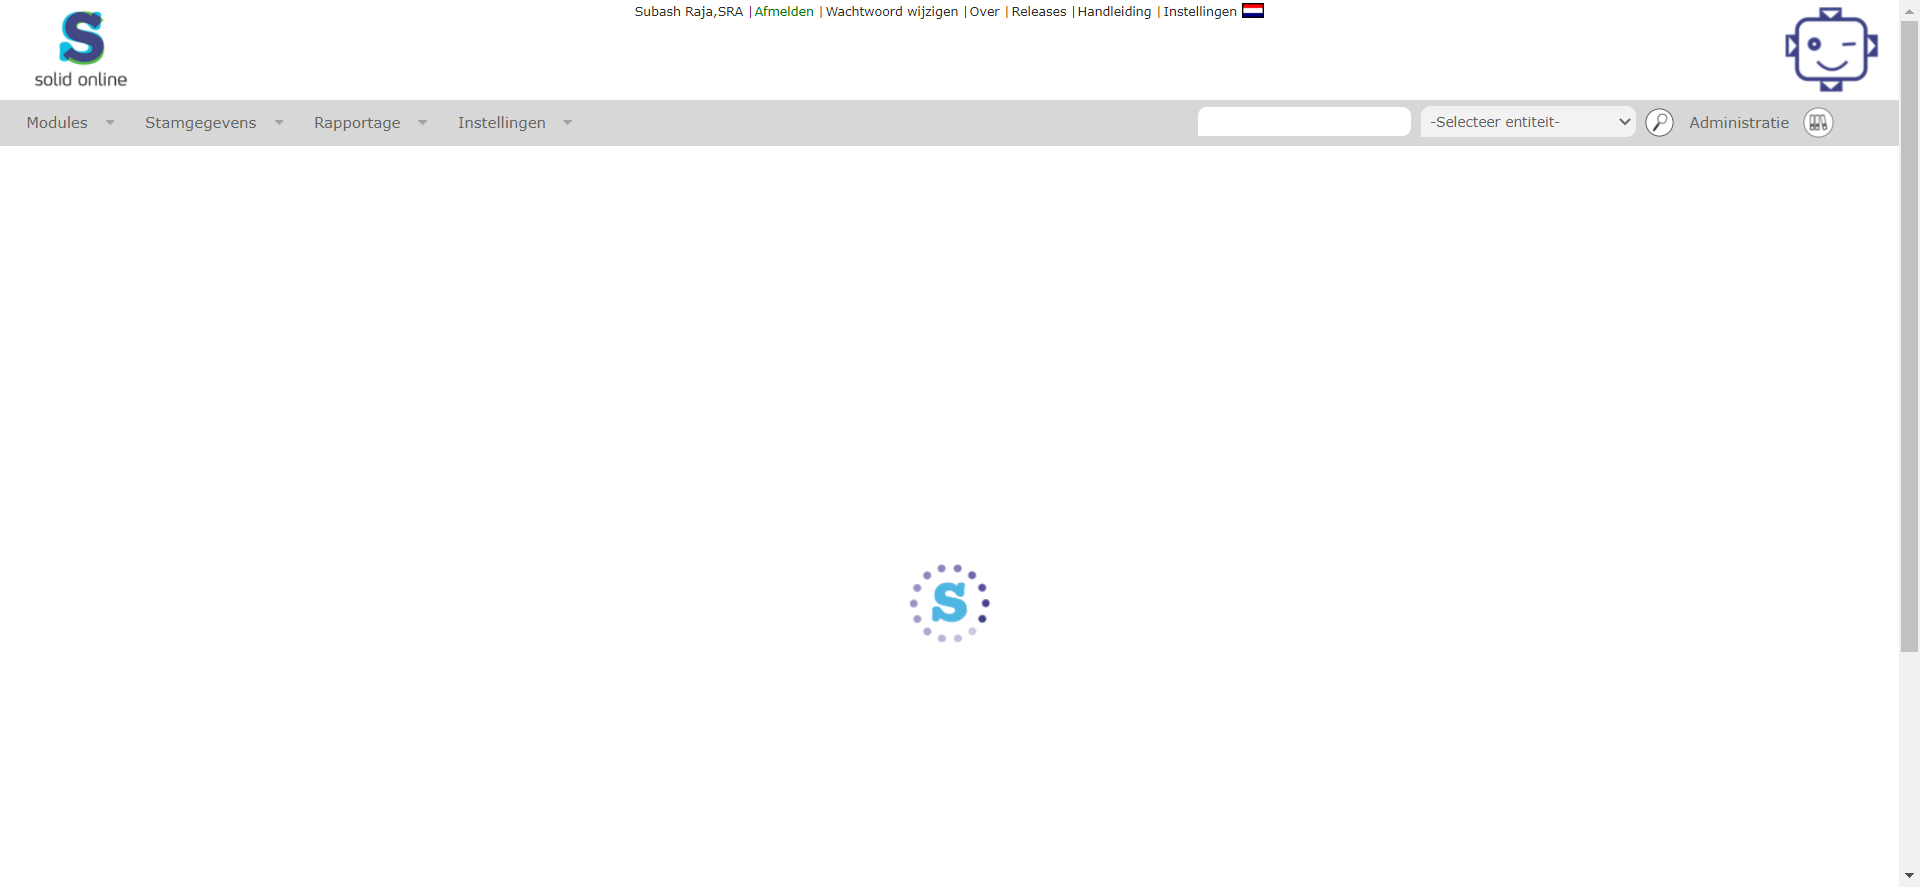 Subash Raja,SRA |Afmelden |Wachtwoord wijzigen |Over |Releases |Handleiding |Instellingen
S
solid online
Modules Stamgegevens Rapportage Instellingen -Selecteer entiteit- Administratie
S